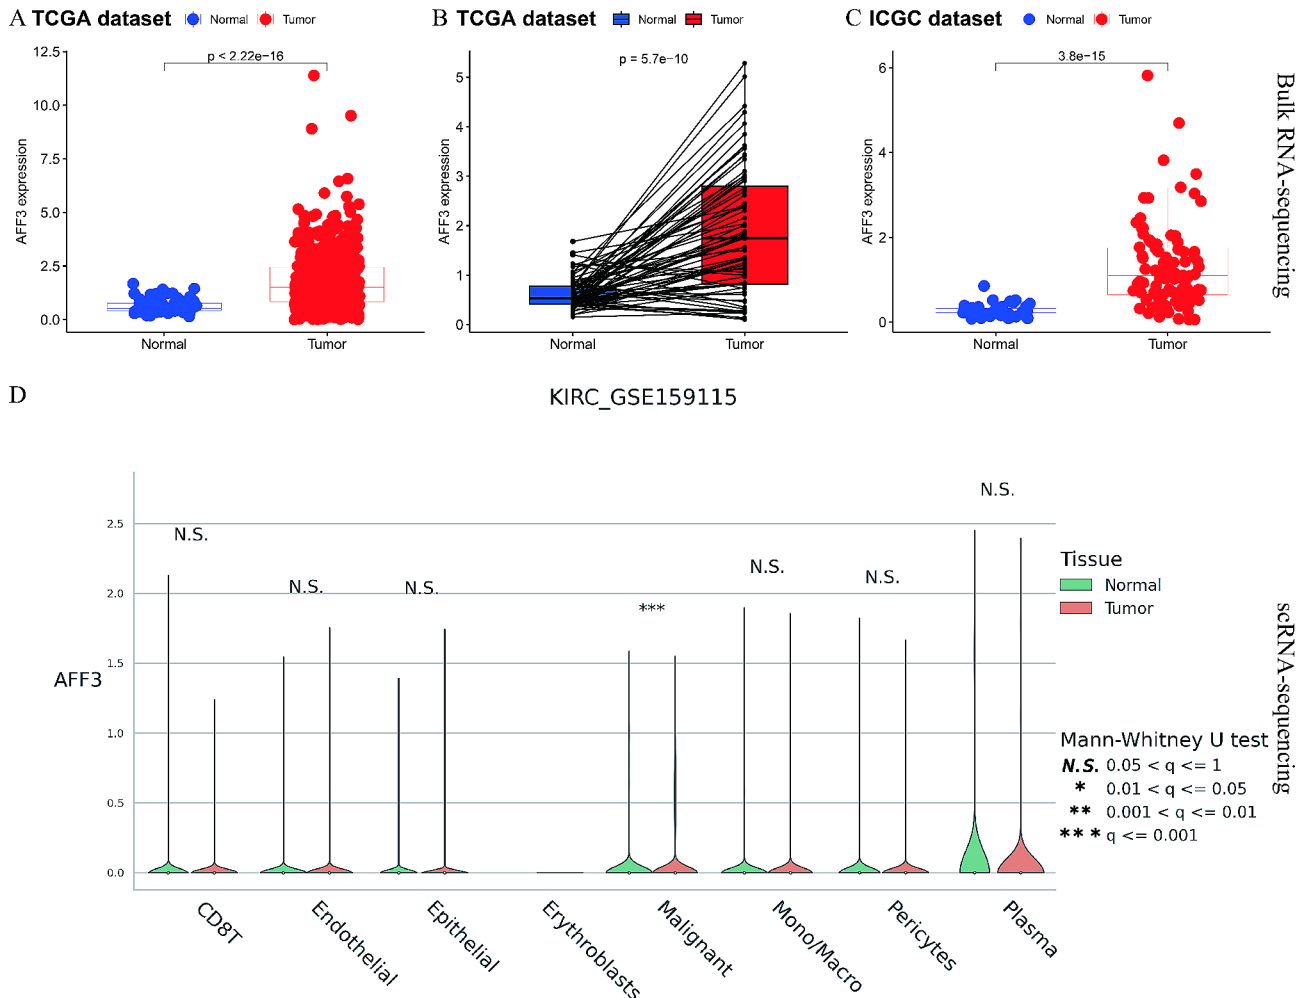 A TCGA dataset Normal Tumor
12.5
10.0
7.5
5.0
2.5
0.0
AFF3 expression
p < 2.22e−16
Normal Tumor
B TCGA dataset Normal Tumor
5
4
3
2
1
0
AFF3 expression
p = 5.7e−10
Normal Tumor
C ICGC dataset Normal Tumor
6
4
2
0
AFF3 expression
3.8e−15
Normal Tumor
Bulk RNA-sequencing
D
KIRC_GSE159115
AFF3
2.5
2.0
1.5
1.0
0.5
0.0
N.S.
N.S.
N.S.
***
N.S.
N.S.
N.S.
CD8T
Endothelial
Epithelial
Erythroblasts
Malignant
Mono/Macro
Pericytes
Plasma
Tissue
Normal
Tumor
Mann-Whitney U test
N.S. 0.05 < q <= 1
* 0.01 < q <= 0.05
** 0.001 < q <= 0.01
*** q <= 0.001
scRNA-sequencing